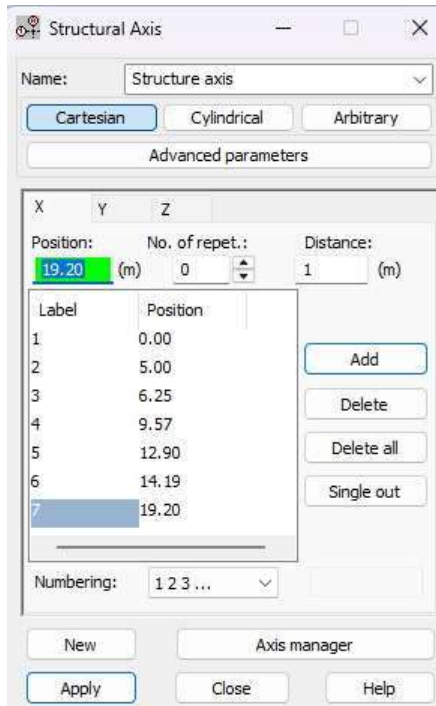 Structural Axis
Name: Structure axis
Cartesian Cylindrical Arbitrary
Advanced parameters
X Y Z
Position: No. of repet.: Distance:
19.20 (m) 0 1 (m)
Label Position
1 0.00
2 5.00
3 6.25
4 9.57
5 12.90
6 14.19
7 19.20
Add
Delete
Delete all
Single out
Numbering: 1 2 3 ...
New Axis manager
Apply Close Help